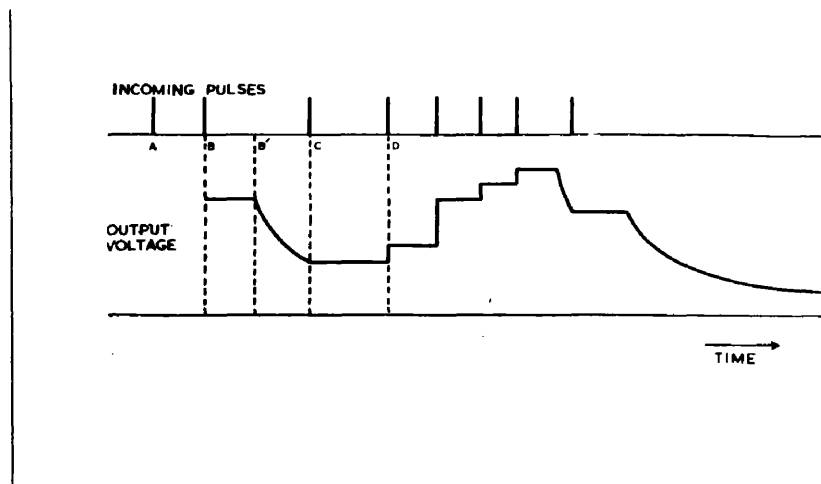 INCOMING PULSES
A B B' C D
OUTPUT
VOLTAGE
TIME